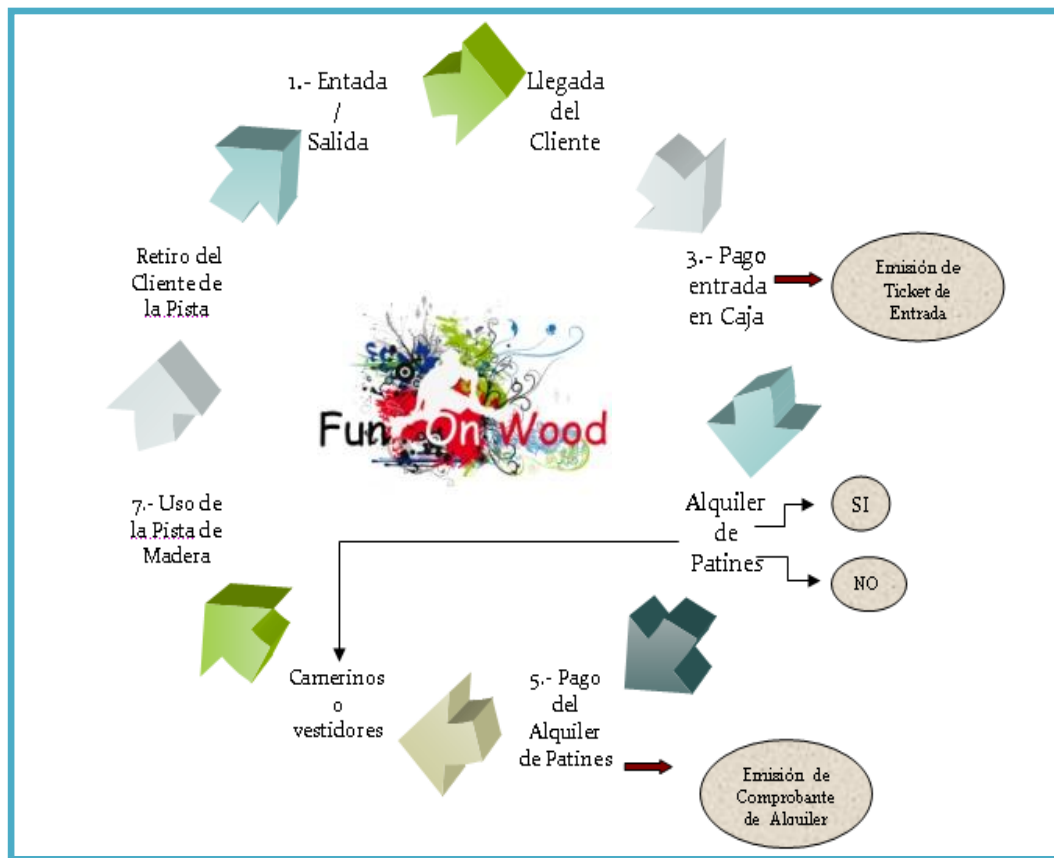 1.- Entada
/
Salida
Llegada
del
Cliente
3.- Pago
entrada
en Caja
Emisión de
Ticket de
Entrada
Alquiler
de
Patines
SI
NO
5.- Pago
del
Alquiler
de Patines
Emisión de
Comprobante
de Alquiler
Camerinos
o
vestidores
7.- Uso de
la Pista de
Madera
Retiro del
Cliente de
la Pista
Fun On Wood